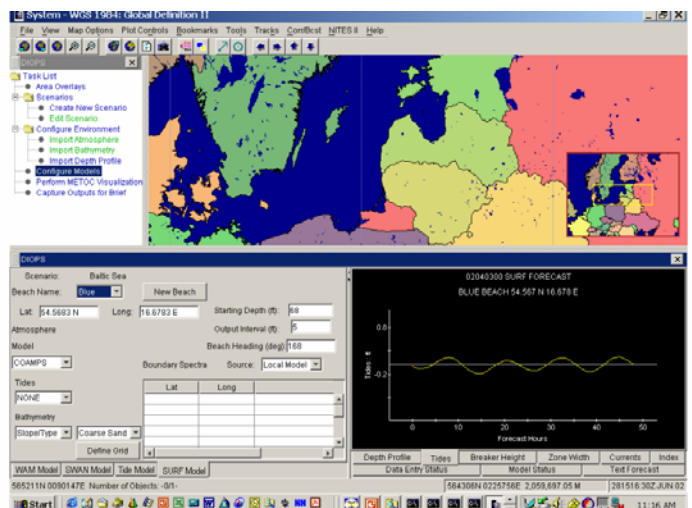 System - WGS 1984: Global Definition II
File View Map Options Plot Controls Bookmarks Tools Tracks Com/Bcst NITES II Help
DIOPS
Task List
Area Overlays
Scenarios
Create New Scenario
Edit Scenario
Configure Environment
Import Atmosphere
Import Bathymetry
Import Depth Profile
Configure Models
Perform METOC Visualization
Capture Outputs for Brief
DIOPS
Scenario: Baltic Sea
Beach Name: Blue New Beach
Lat: 54.5683 N Long: 16.6783 E Starting Depth (ft): 68
Atmosphere Output Interval (ft): 5
Model Beach Heading (deg): 168
COAMPS Boundary Spectra Source: Local Model
Tides Lat Long
NONE
Bathymetry
Slope/Type Coarse Sand
Define Grid
WAM Model SWAN Model Tide Model SURF Model
02040300 SURF FORECAST
BLUE BEACH 54.567 N 16.678 E
0.8
Tides: ft
-0.2
0 10 20 30 40 50
Forecast Hours
Depth Profile Tides Breaker Height Zone Width Currents Index
Data Entry Status Model Status Text Forecast
565211N 0090147E Number of Objects: -0/1- 564306N 0225756E 2,059,697.05 M 281516:30Z JUN 02
Start 11:16 AM